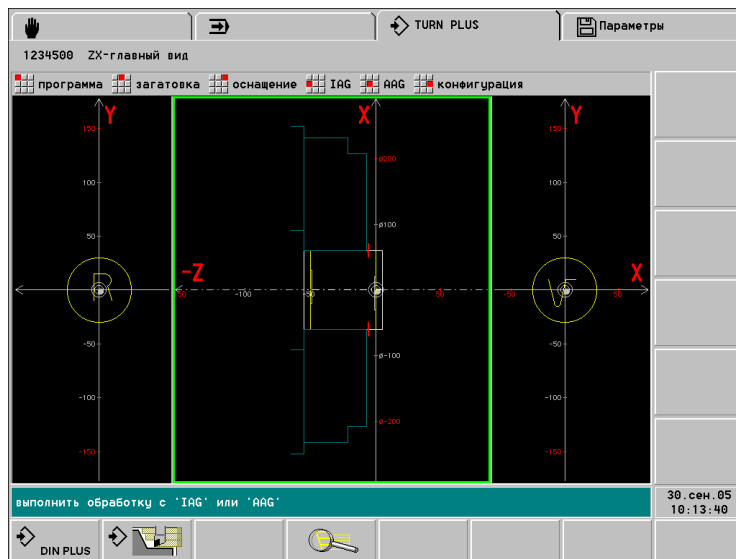 TURN PLUS
Параметры
1234500 ZX-главный вид
программа загатовка оснащение IAG AAG конфигурация
Y X Y
150 150
ø200
100 100
ø100
50 50
R -Z VF X
-50 -100 -50 -50 50
-50 -50
ø-100
-100 -100
ø-200
-150 -150
выполнить обработку с 'IAG' или 'AAG'
30.сен.05
10:13:40
DIN PLUS